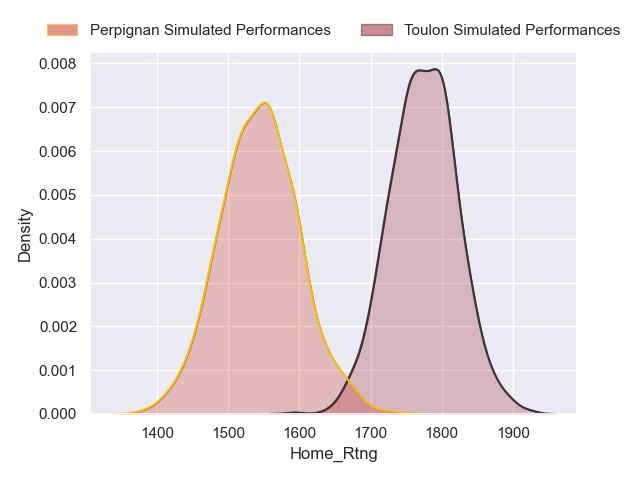 Perpignan Simulated Performances
Toulon Simulated Performances
0.008
0.007
0.006
0.005
0.004
0.003
0.002
0.001
0.000
Density
1400 1500 1600 1700 1800 1900
Home_Rtng